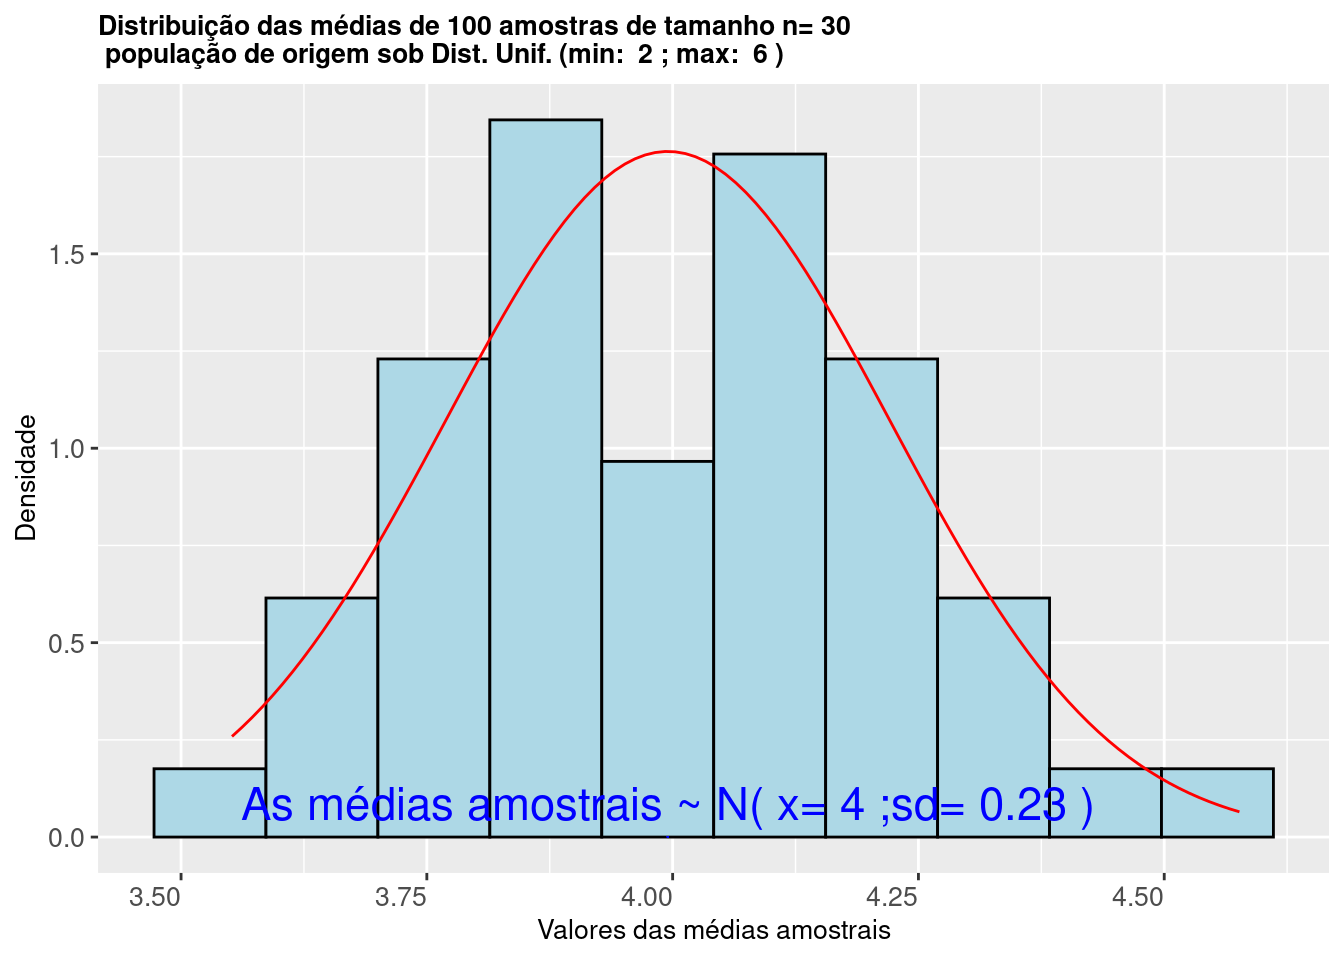 Distribuição das médias de 100 amostras de tamanho n= 30
população de origem sob Dist. Unif. (min:  2 ; max:  6 )
Densidade
1.5
1.0
0.5
0.0
As médias amostrais ~ N( x= 4 ;sd= 0.23 )
3.50 3.75 4.00 4.25 4.50
Valores das médias amostrais